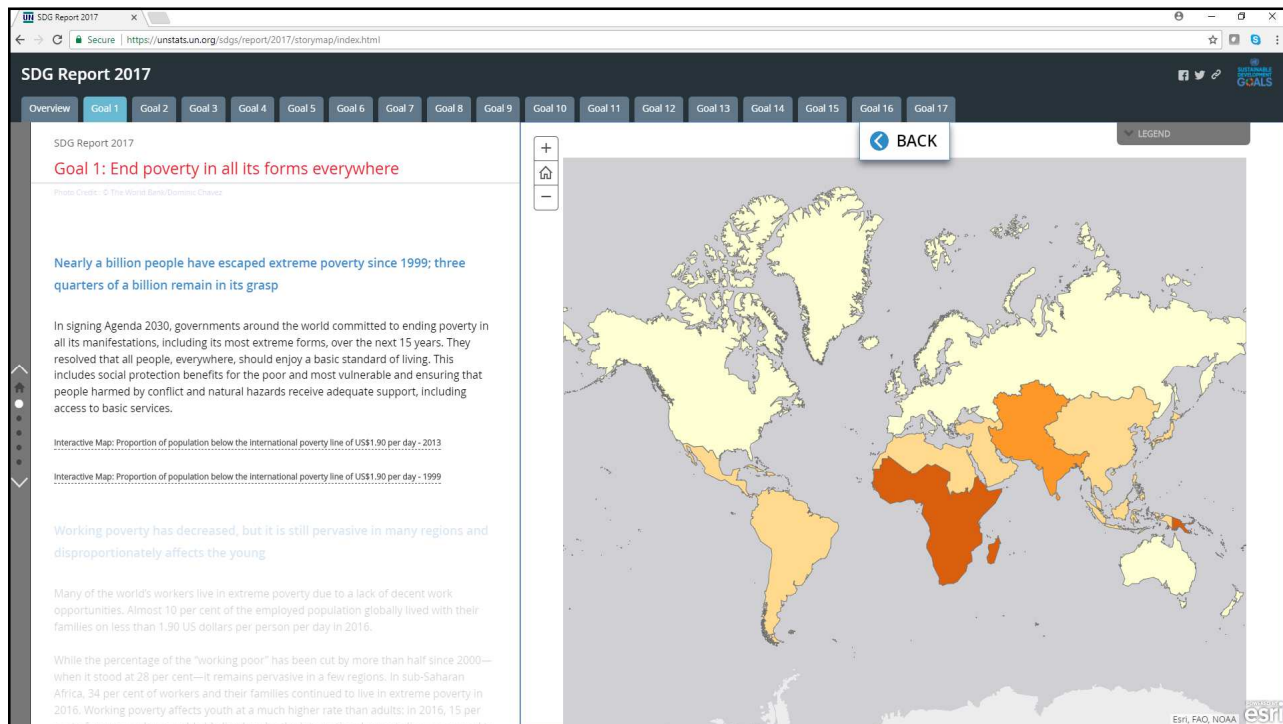 UN SDG Report 2017
Secure | https://unstats.un.org/sdgs/report/2017/storymap/index.html
SDG Report 2017
SUSTAINABLE
DEVELOPMENT
GOALS
Overview Goal 1 Goal 2 Goal 3 Goal 4 Goal 5 Goal 6 Goal 7 Goal 8 Goal 9 Goal 10 Goal 11 Goal 12 Goal 13 Goal 14 Goal 15 Goal 16 Goal 17
BACK
LEGEND
SDG Report 2017
Goal 1: End poverty in all its forms everywhere
Photo Credit: © The World Bank/Dominic Chavez
Nearly a billion people have escaped extreme poverty since 1999; three
quarters of a billion remain in its grasp
In signing Agenda 2030, governments around the world committed to ending poverty in
all its manifestations, including its most extreme forms, over the next 15 years. They
resolved that all people, everywhere, should enjoy a basic standard of living. This
includes social protection benefits for the poor and most vulnerable and ensuring that
people harmed by conflict and natural hazards receive adequate support, including
access to basic services.
Interactive Map: Proportion of population below the international poverty line of US$1.90 per day - 2013
Interactive Map: Proportion of population below the international poverty line of US$1.90 per day - 1999
Working poverty has decreased, but it is still pervasive in many regions and
disproportionately affects the young
Many of the world's workers live in extreme poverty due to a lack of decent work
opportunities. Almost 10 per cent of the employed population globally lived with their
families on less than 1.90 US dollars per person per day in 2016.
While the percentage of the "working poor" has been cut by more than half since 2000—
when it stood at 28 per cent—it remains pervasive in a few regions. In sub-Saharan
Africa, 34 per cent of workers and their families continued to live in extreme poverty in
2016. Working poverty affects youth at a much higher rate than adults: in 2016, 15 per
Esri, FAO, NOAA
POWERED BY
esri